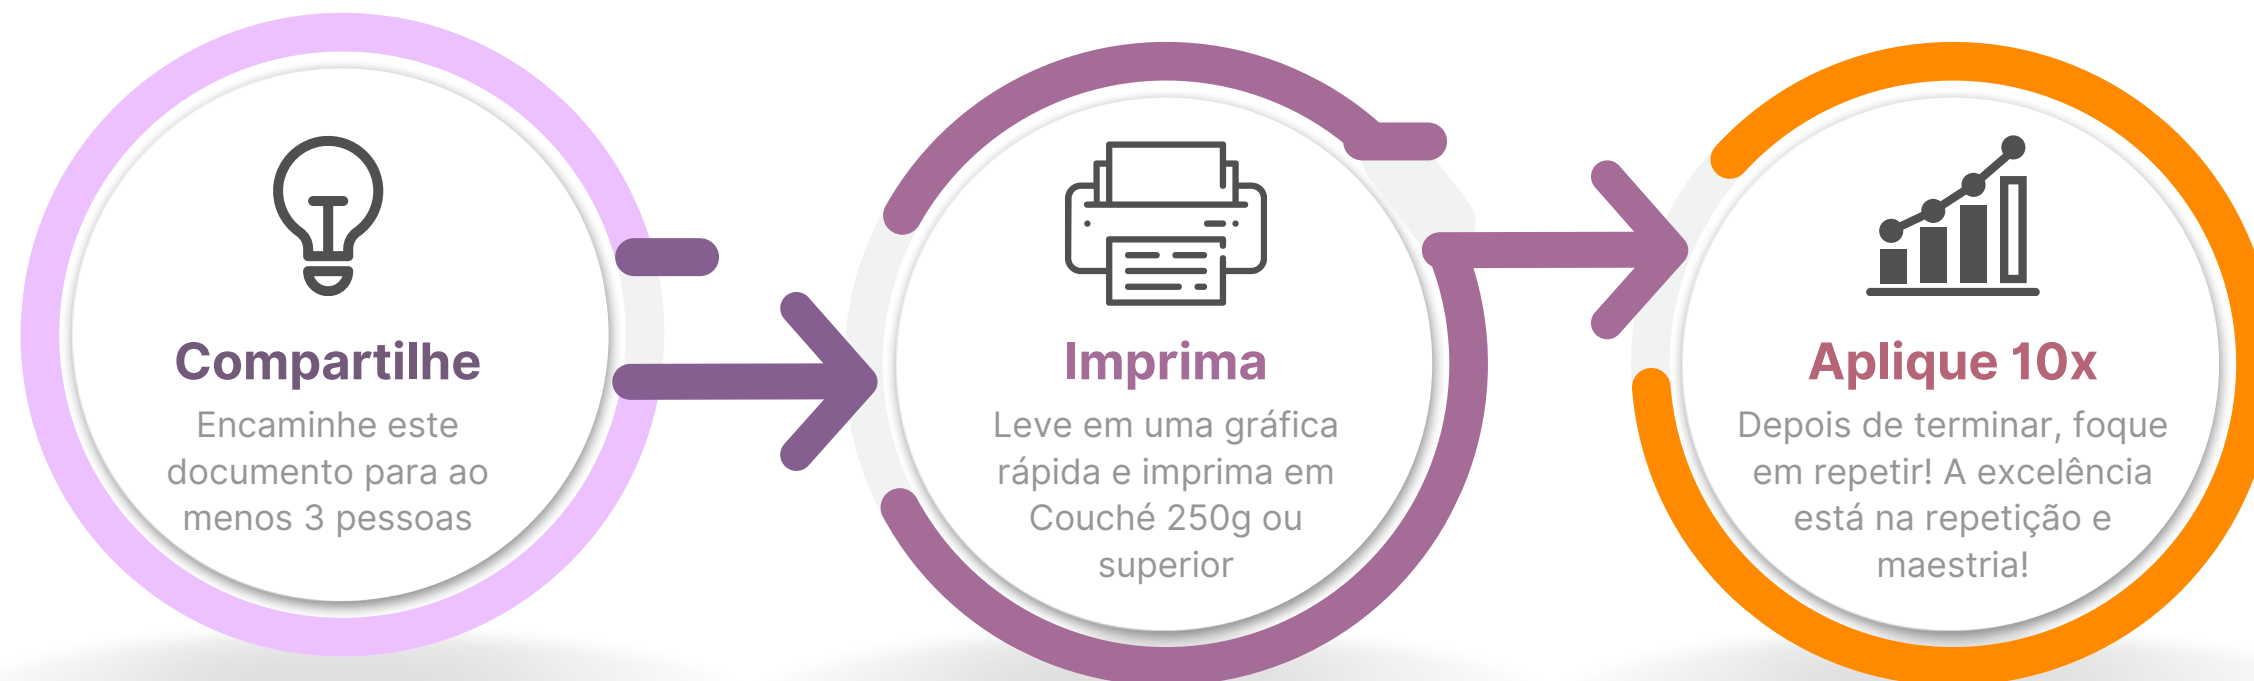 Compartilhe
Encaminhe este
documento para ao
menos 3 pessoas
Imprima
Leve em uma gráfica
rápida e imprima em
Couché 250g ou
superior
Aplique 10x
Depois de terminar, foque
em repetir! A excelência
está na repetição e
maestria!